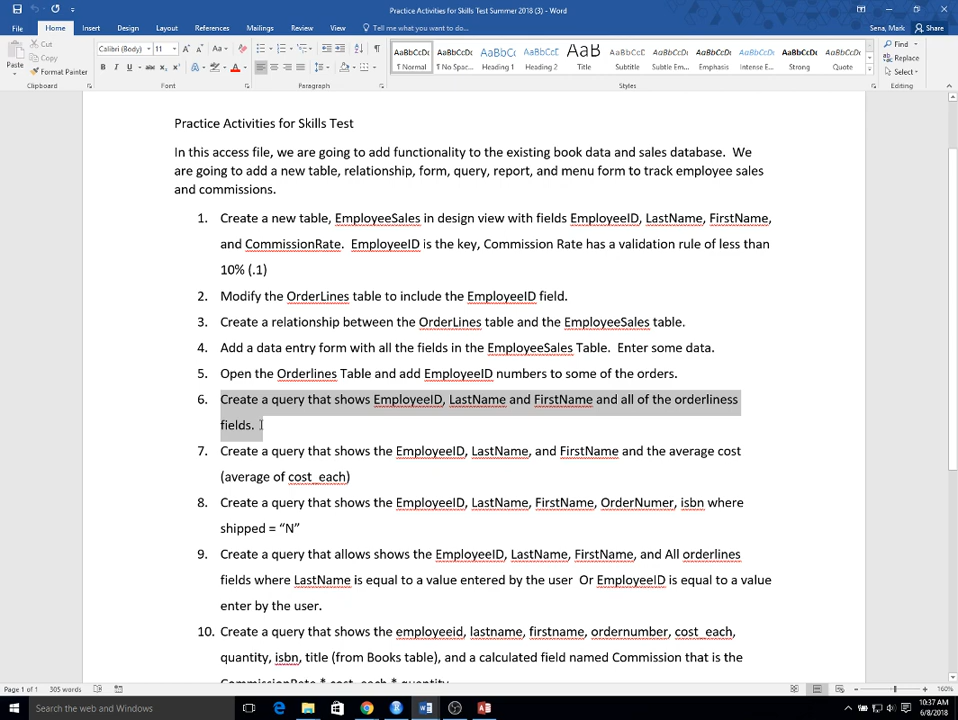 Practice Activities for Skills Test Summer 2018 (3) - Word
File Home Insert Design Layout References Mailings Review View Tell me what you want to do... Sena, Mark Share
Cut
Copy
Format Painter
Paste
Calibri (Body) 11
AaBbCcDc AaBbCcDc AaBbCc AaBbCcC AaB AaBbCcD AaBbCcDc AaBbCcDc AaBbCcDc AaBbCcDc AaBbCcDc
¶ Normal ¶ No Spac... Heading 1 Heading 2 Title Subtitle Subtle Em... Emphasis Intense E... Strong Quote
Find
Replace
Select
Clipboard Font Paragraph Styles Editing
Practice Activities for Skills Test
In this access file, we are going to add functionality to the existing book data and sales database. We
are going to add a new table, relationship, form, query, report, and menu form to track employee sales
and commissions.
1. Create a new table, EmployeeSales in design view with fields EmployeeID, LastName, FirstName,
and CommissionRate. EmployeeID is the key, Commission Rate has a validation rule of less than
10% (.1)
2. Modify the OrderLines table to include the EmployeeID field.
3. Create a relationship between the OrderLines table and the EmployeeSales table.
4. Add a data entry form with all the fields in the EmployeeSales Table. Enter some data.
5. Open the Orderlines Table and add EmployeeID numbers to some of the orders.
6. Create a query that shows EmployeeID, LastName and FirstName and all of the orderliness
fields.
7. Create a query that shows the EmployeeID, LastName, and FirstName and the average cost
(average of cost_each)
8. Create a query that shows the EmployeeID, LastName, FirstName, OrderNumer, isbn where
shipped = “N”
9. Create a query that allows shows the EmployeeID, LastName, FirstName, and All orderlines
fields where LastName is equal to a value entered by the user Or EmployeeID is equal to a value
enter by the user.
10. Create a query that shows the employeeid, lastname, firstname, ordernumber, cost_each,
quantity, isbn, title (from Books table), and a calculated field named Commission that is the
CommissionRate * cost_each * quantity
Page 1 of 1 305 words 160%
Search the web and Windows
10:37 AM
6/8/2018